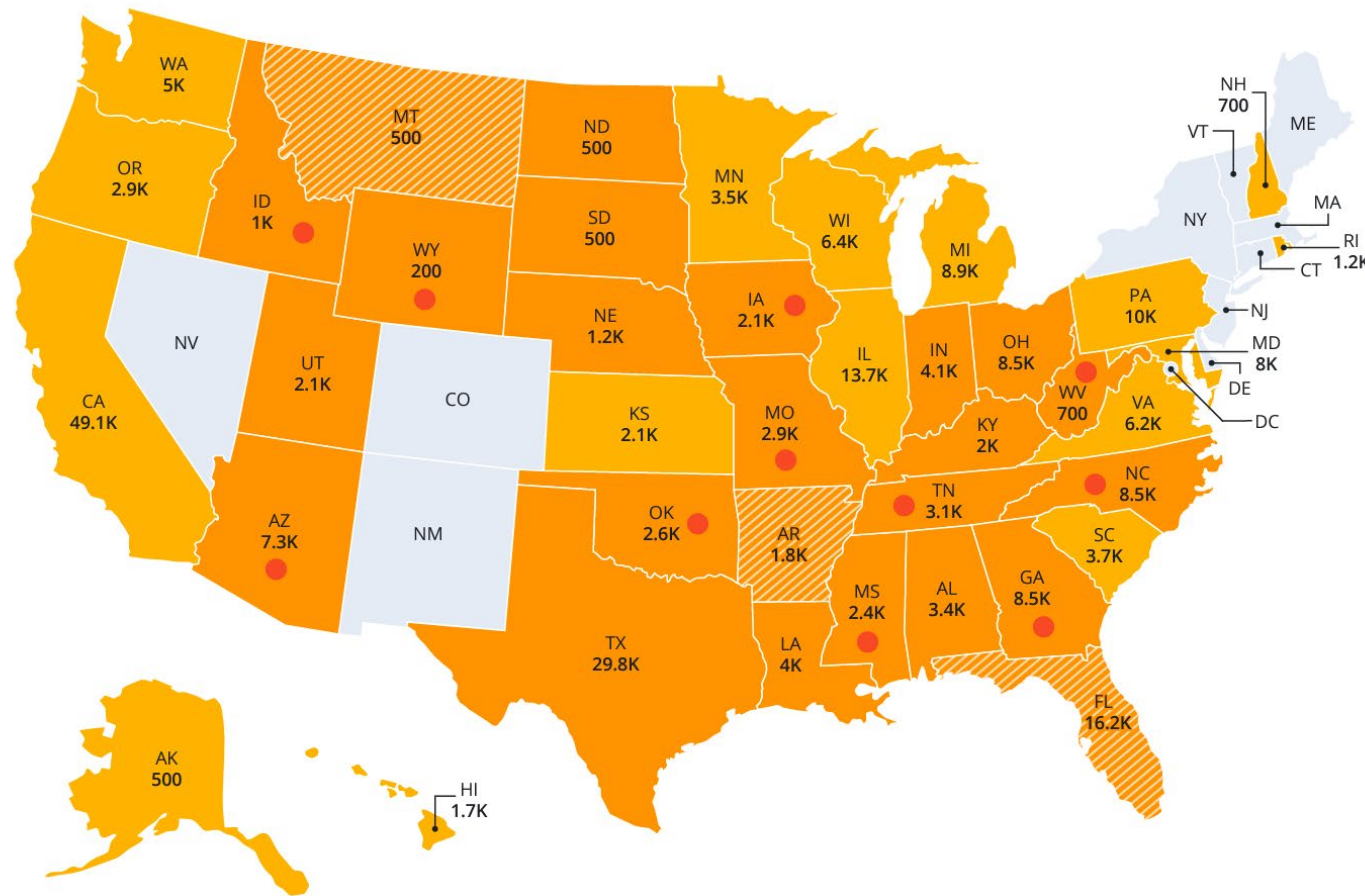 WA
5K
OR
2.9K
CA
49.1K
NV
ID
1K
MT
500
WY
200
UT
2.1K
AZ
7.3K
CO
NM
ND
500
SD
500
NE
1.2K
KS
2.1K
OK
2.6K
TX
29.8K
MN
3.5K
IA
2.1K
MO
2.9K
AR
1.8K
LA
4K
WI
6.4K
IL
13.7K
MI
8.9K
IN
4.1K
OH
8.5K
KY
2K
TN
3.1K
MS
2.4K
AL
3.4K
GA
8.5K
FL
16.2K
SC
3.7K
NC
8.5K
VA
6.2K
WV
700
PA
10K
NY
VT
NH
700
ME
MA
RI
1.2K
CT
NJ
MD
8K
DE
DC
AK
500
HI
1.7K